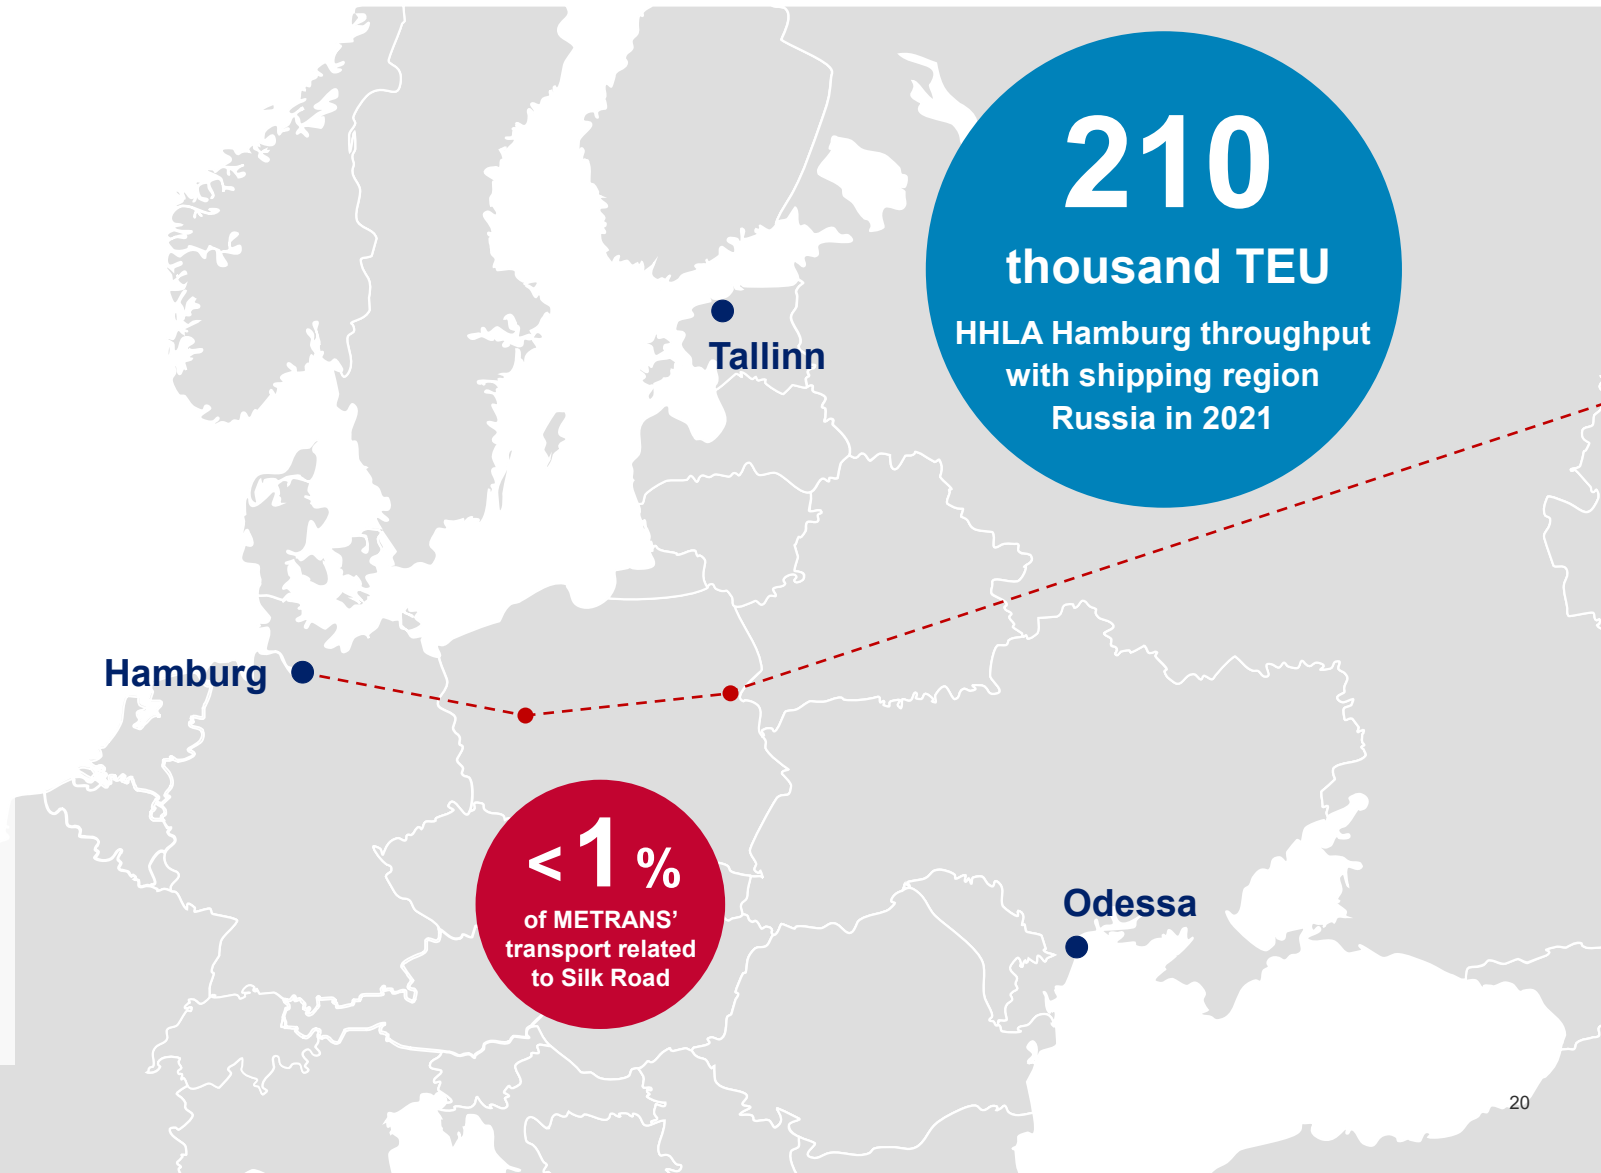 210
thousand TEU
HHLA Hamburg throughput
with shipping region
Russia in 2021
Tallinn
Hamburg
<1 %
of METRANS’
transport related
to Silk Road
Odessa
20